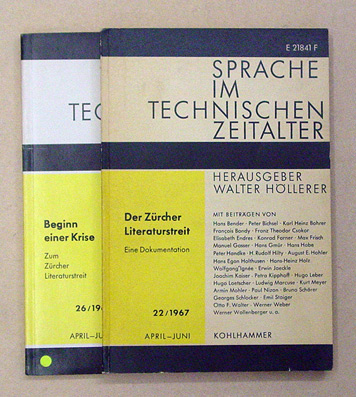 TEC
Beginn
einer Krise
Zum
Zürcher
Literaturstreit
26/19
APRIL–JU
E 21841 F
SPRACHE
IM
TECHNISCHEN
ZEITALTER
HERAUSGEBER
WALTER HÖLLERER
Der Zürcher
Literaturstreit
Eine Dokumentation
22/1967
APRIL–JUNI
MIT BEITRAGEN VON
Hans Bender · Peter Bichsel · Karl Heinz Bohrer
François Bondy · Franz Theodor Csokor
Elisabeth Endres · Konrad Farner · Max Frisch
Manuel Gasser · Hans Gmür · Hans Habe
Peter Handke · H. Rudolf Hilty · August E. Hohler
Hans Egon Holthusen · Hans Heinz Holz
Wolfgang Ignée · Erwin Jaeckle
Joachim Kaiser · Petra Kipphoff · Hugo Leber
Hugo Loetscher · Ludwig Marcuse · Kurt Meyer
Armin Mohler · Paul Nizon · Bruno Schärer
Georges Schlocker · Emil Staiger
Otto F. Walter · Werner Weber
Werner Wollenberger u. a.
KOHLHAMMER